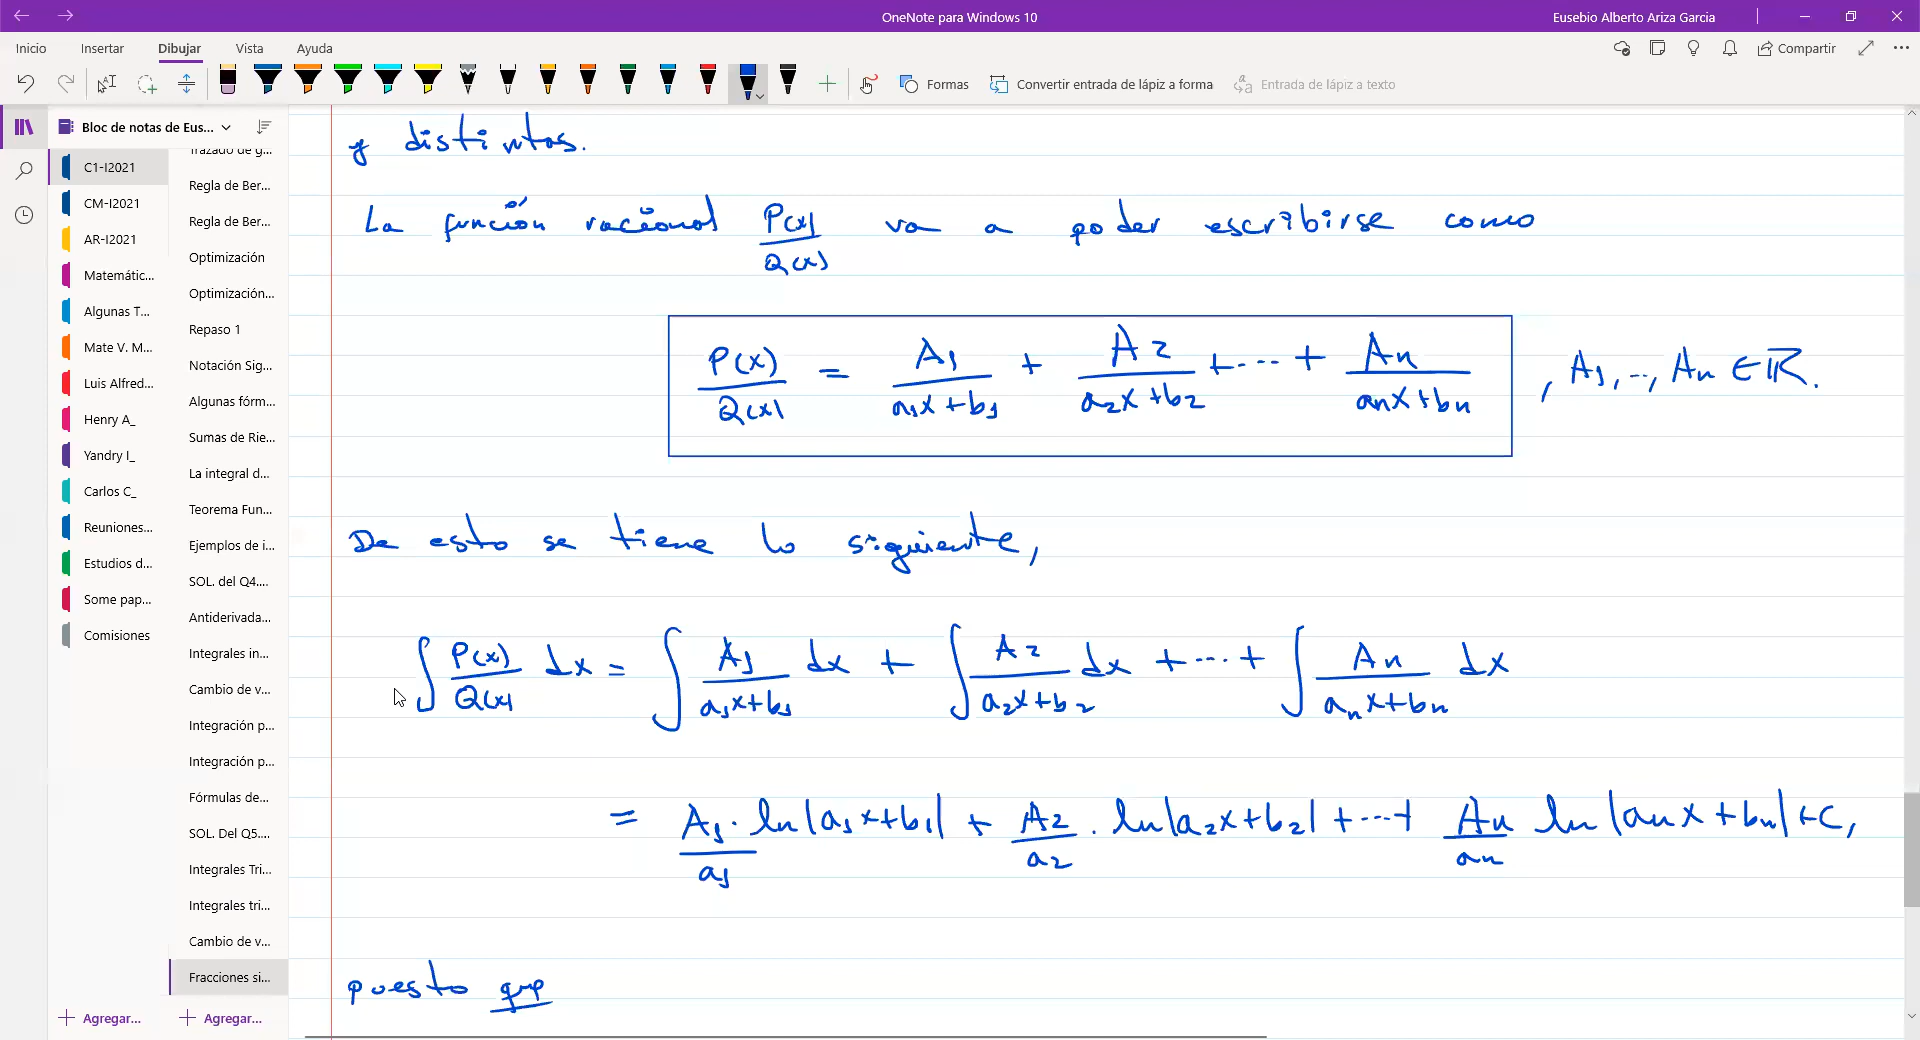 OneNote para Windows 10
Eusebio Alberto Ariza Garcia
Inicio Insertar Dibujar Vista Ayuda
Compartir
Formas Convertir entrada de lápiz a forma Entrada de lápiz a texto
Bloc de notas de Eus...
C1-I2021
CM-I2021
AR-I2021
Matemátic...
Algunas T...
Mate V. M...
Luis Alfred...
Henry A_
Yandry I_
Carlos C_
Reuniones...
Estudios d...
Some pap...
Comisiones
Agregar...
Trazado de g...
Regla de Ber...
Regla de Ber...
Optimización
Optimización...
Repaso 1
Notación Sig...
Algunas fórm...
Sumas de Rie...
La integral d...
Teorema Fun...
Ejemplos de i...
SOL. del Q4....
Antiderivada...
Integrales in...
Cambio de v...
Integración p...
Integración p...
Fórmulas de...
SOL. Del Q5....
Integrales Tri...
Integrales tri...
Cambio de v...
Fracciones si...
Agregar...
y distintos.
La función racional P(x)/Q(x) va a poder escribirse como
P(x)/Q(x) = A₁/(a₁x+b₁) + A₂/(a₂x+b₂) + ... + Aₙ/(aₙx+bₙ) , A₁, ..., Aₙ ∈ ℝ.
De esto se tiene lo siguiente,
∫ P(x)/Q(x) dx = ∫ A₁/(a₁x+b₁) dx + ∫ A₂/(a₂x+b₂) dx + ... + ∫ Aₙ/(aₙx+bₙ) dx
= A₁/a₁ · ln|a₁x+b₁| + A₂/a₂ · ln|a₂x+b₂| + ... + Aₙ/aₙ ln|aₙx+bₙ| + C,
puesto que